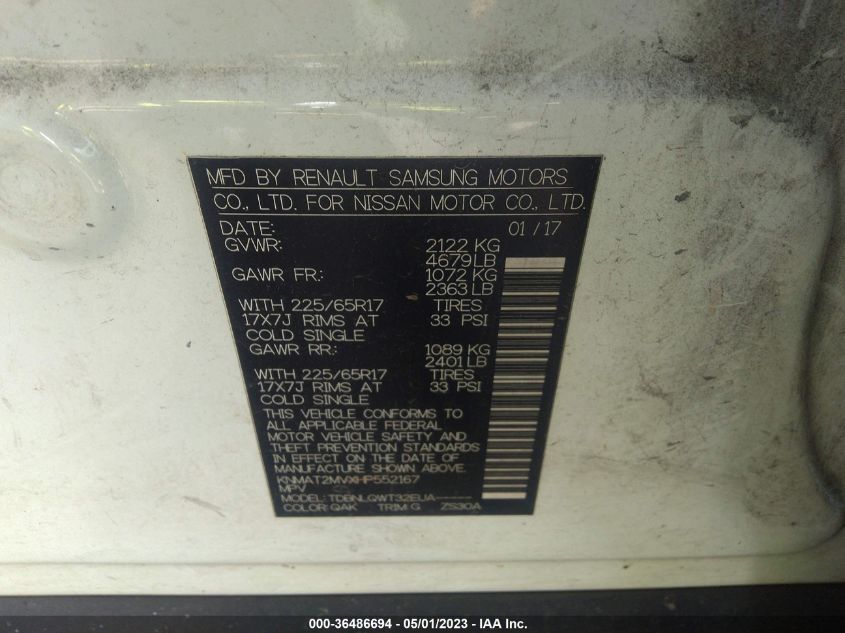 MFD BY RENAULT SAMSUNG MOTORS
CO., LTD. FOR NISSAN MOTOR CO., LTD.
DATE: 01 / 17
GVWR: 2122 KG
4679 LB
GAWR FR: 1072 KG
2363 LB
WITH 225/65R17 TIRES
17X7J RIMS AT 33 PSI
COLD SINGLE
GAWR RR: 1089 KG
2401 LB
WITH 225/65R17 TIRES
17X7J RIMS AT 33 PSI
COLD SINGLE
THIS VEHICLE CONFORMS TO
ALL APPLICABLE FEDERAL
MOTOR VEHICLE SAFETY AND
THEFT PREVENTION STANDARDS
IN EFFECT ON THE DATE OF
MANUFACTURE SHOWN ABOVE.
KNMAT2MVXHP552167
MPV
MODEL: TDBNLQWT32EUA-----
COLOR: QAK TRIM: G ZS30A
000-36486694 / 05/01/2023 - IAA Inc.